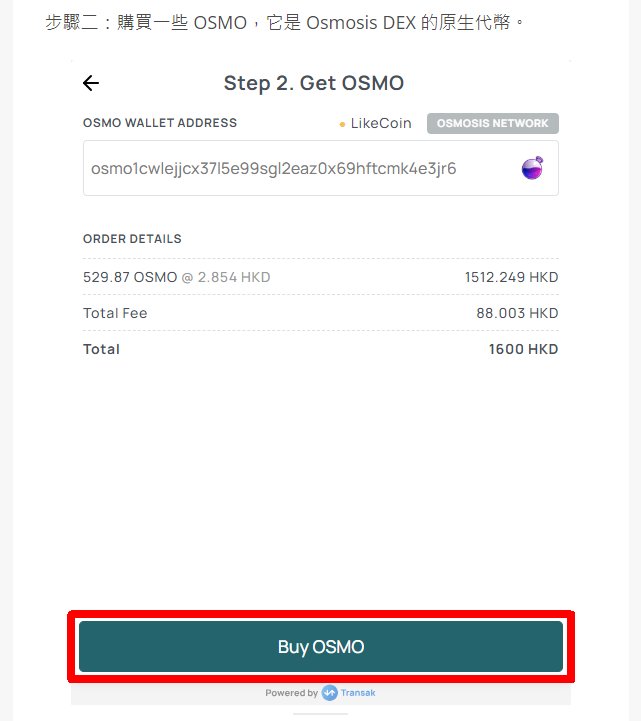 步驟二：購買一些 OSMO，它是 Osmosis DEX 的原生代幣。
Step 2. Get OSMO
OSMO WALLET ADDRESS LikeCoin OSMOSIS NETWORK
osmo1cwlejjcx37l5e99sgl2eaz0x69hftcmk4e3jr6
ORDER DETAILS
529.87 OSMO @ 2.854 HKD 1512.249 HKD
Total Fee 88.003 HKD
Total 1600 HKD
Buy OSMO
Powered by Transak